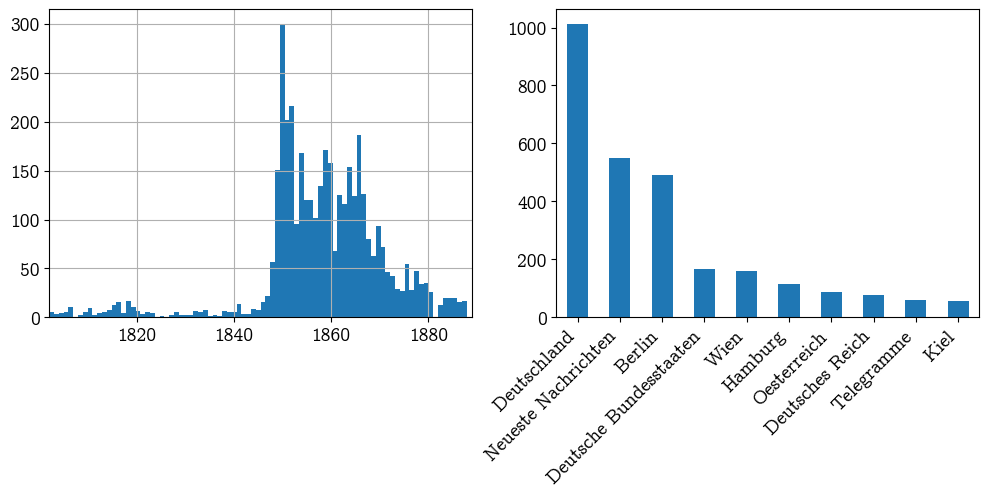 300
250
200
150
100
50
0
1820
1840
1860
1880
1000
800
600
400
200
0
Deutschland
Neueste Nachrichten
Berlin
Deutsche Bundesstaaten
Wien
Hamburg
Oesterreich
Deutsches Reich
Telegramme
Kiel